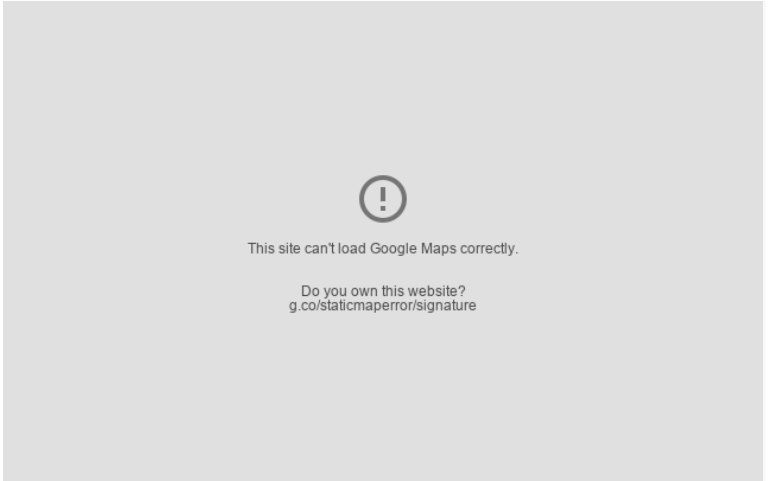 This site can't load Google Maps correctly.
Do you own this website?
g.co/staticmaperror/signature